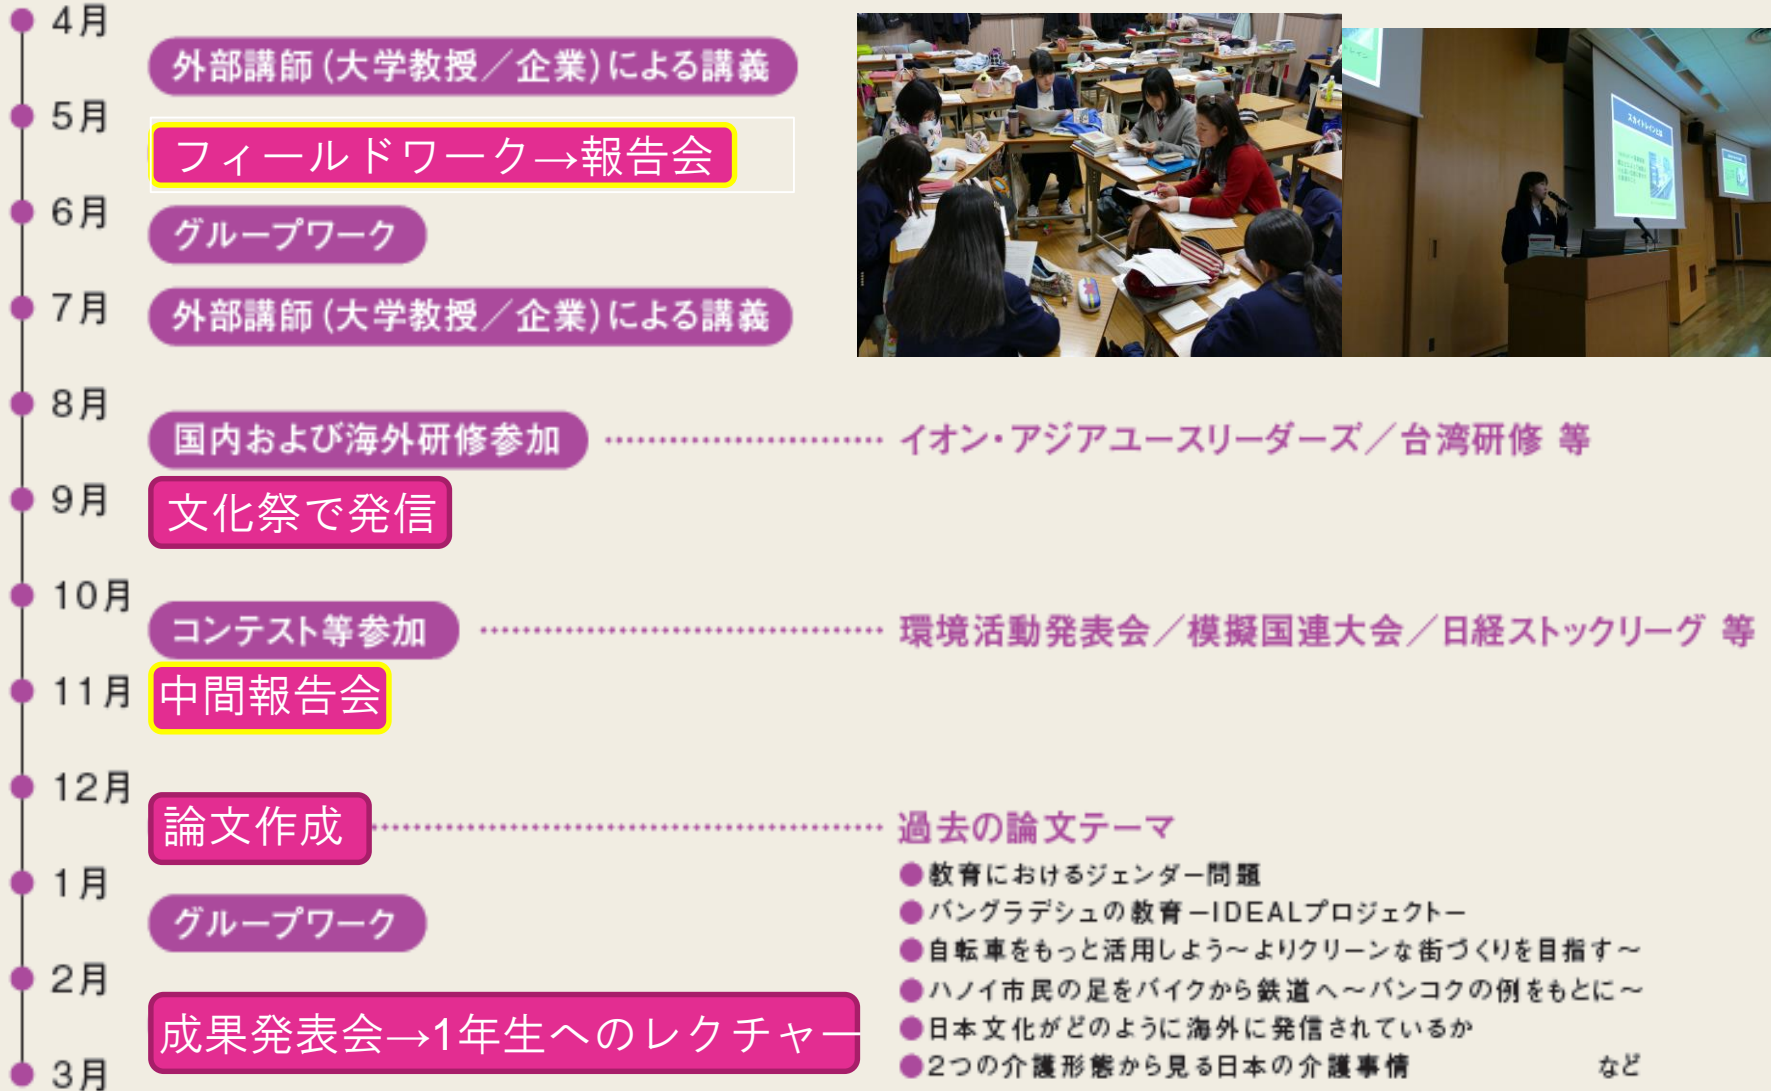 4月
外部講師(大学教授／企業)による講義
5月
フィールドワーク→報告会
6月
グループワーク
7月
外部講師(大学教授／企業)による講義
8月
国内および海外研修参加 イオン・アジアユースリーダーズ／台湾研修 等
9月
文化祭で発信
10月
コンテスト等参加 環境活動発表会／模擬国連大会／日経ストックリーグ 等
11月
中間報告会
12月
論文作成 過去の論文テーマ
●教育におけるジェンダー問題
1月
●バングラデシュの教育－IDEALプロジェクト－
グループワーク
●自転車をもっと活用しよう～よりクリーンな街づくりを目指す～
2月
●ハノイ市民の足をバイクから鉄道へ～バンコクの例をもとに～
成果発表会→1年生へのレクチャー
●日本文化がどのように海外に発信されているか
3月
●2つの介護形態から見る日本の介護事情 など
スカイトレインとは